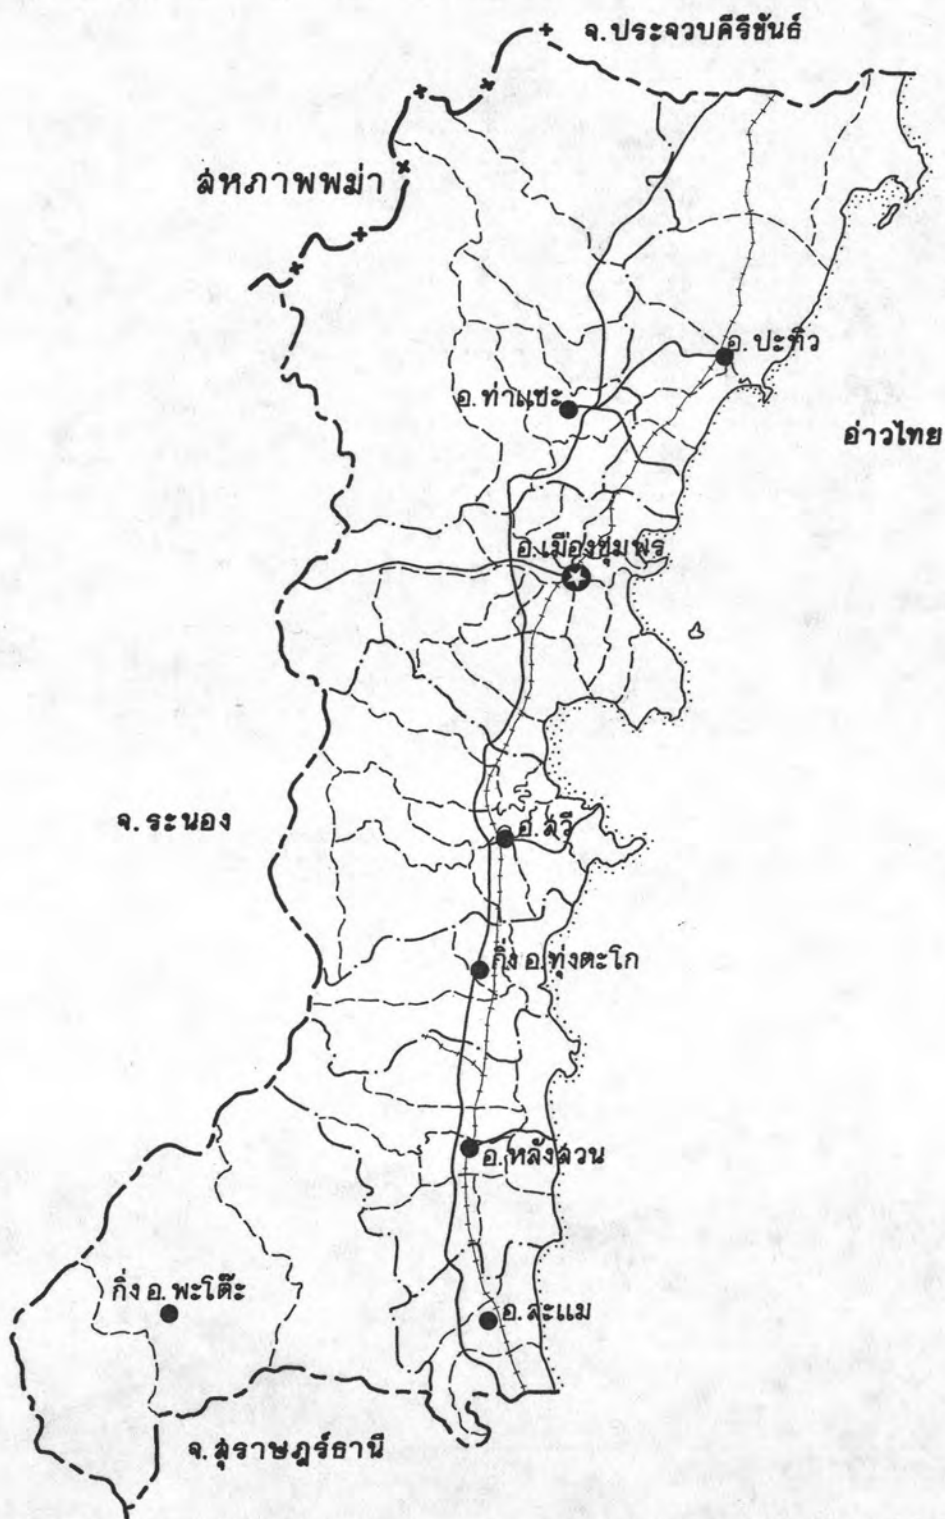 จ.ประจวบคีรีขันธ์
สหภาพพม่า
อ.ปะทิว
อ.ท่าแซะ
อ่าวไทย
อ.เมืองชุมพร
จ.ระนอง
อ.สวี
กิ่ง อ.ทุ่งตะโก
อ.หลังสวน
กิ่ง อ.พะโต๊ะ
อ.ละแม
จ.สุราษฎร์ธานี